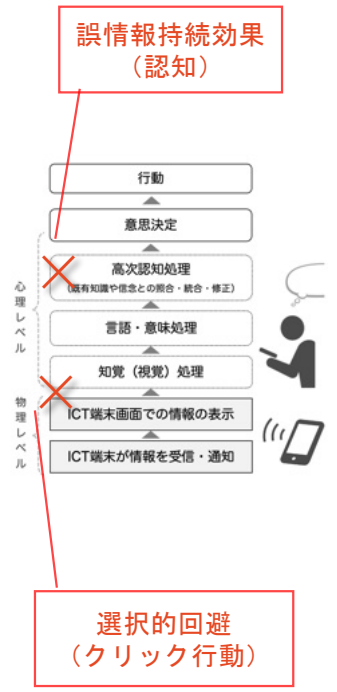 誤情報持続効果
（認知）
行動
意思決定
高次認知処理
（既有知識や信念との照合・統合・修正）
言語・意味処理
知覚（視覚）処理
心理レベル
ICT端末画面での情報の表示
ICT端末が情報を受信・通知
物理レベル
選択的回避
（クリック行動）